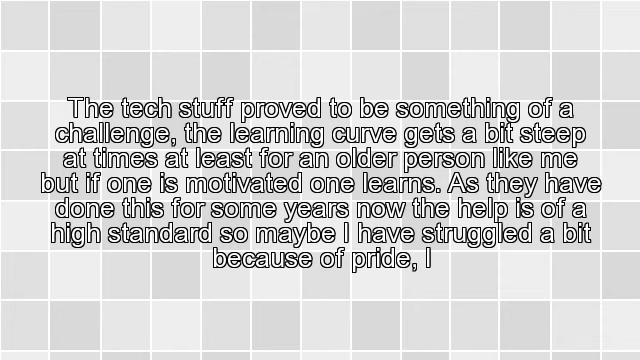 The tech stuff proved to be something of a
challenge, the learning curve gets a bit steep
at times at least for an older person like me
but if one is motivated one learns. As they have
done this for some years now the help is of a
high standard so maybe I have struggled a bit
because of pride, I